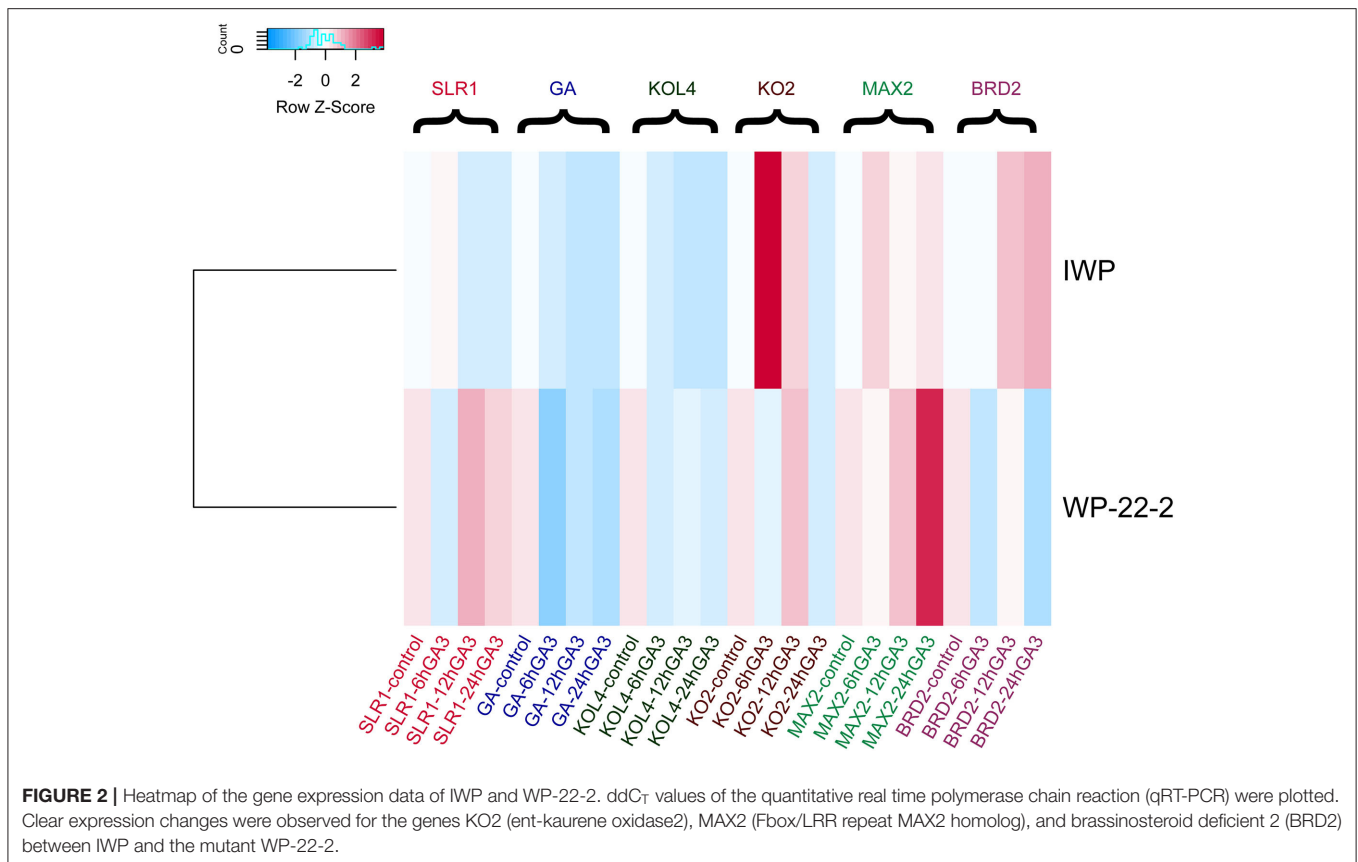 Count
0
-2 0 2
Row Z-Score
SLR1 GA KOL4 KO2 MAX2 BRD2
IWP
WP-22-2
SLR1-control
SLR1-6hGA3
SLR1-12hGA3
SLR1-24hGA3
GA-control
GA-6hGA3
GA-12hGA3
GA-24hGA3
KOL4-control
KOL4-6hGA3
KOL4-12hGA3
KOL4-24hGA3
KO2-control
KO2-6hGA3
KO2-12hGA3
KO2-24hGA3
MAX2-control
MAX2-6hGA3
MAX2-12hGA3
MAX2-24hGA3
BRD2-control
BRD2-6hGA3
BRD2-12hGA3
BRD2-24hGA3
FIGURE 2 | Heatmap of the gene expression data of IWP and WP-22-2. ddCT values of the quantitative real time polymerase chain reaction (qRT-PCR) were plotted.
Clear expression changes were observed for the genes KO2 (ent-kaurene oxidase2), MAX2 (Fbox/LRR repeat MAX2 homolog), and brassinosteroid deficient 2 (BRD2)
between IWP and the mutant WP-22-2.